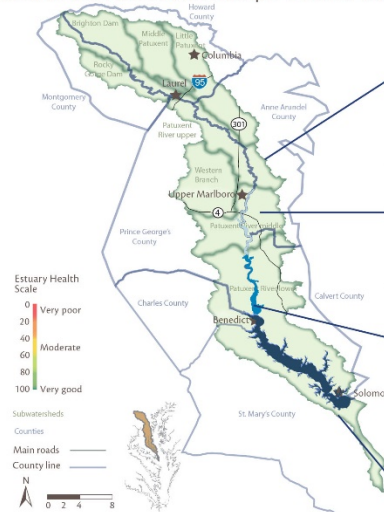 Howard
County
Brighton Dam
Middle
Patuxent
Little
Patuxent
Columbia
Rocky
Gorge Dam
Laurel
95
Montgomery
County
Anne Arundel
County
301
Patuxent
River upper
Western
Branch
Upper Marlboro
4
Patuxent River middle
Prince George's
County
Patuxent River lower
Charles County
Calvert County
Benedict
Solomo
St. Mary's County
Estuary Health
Scale
0
20
40
60
80
100
Very poor
Moderate
Very good
Subwatersheds
Counties
Main roads
County line
N
0 2 4 8